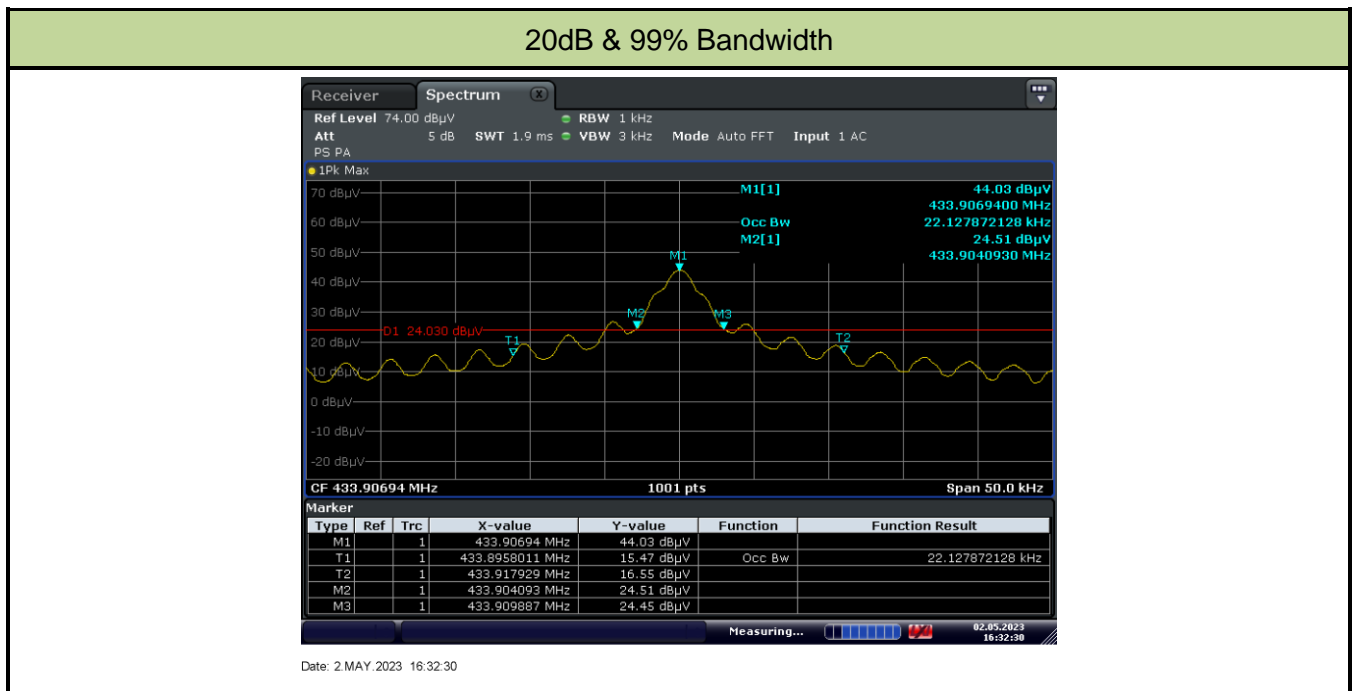 20dB & 99% Bandwidth
Receiver Spectrum X
Ref Level 74.00 dBµV RBW 1 kHz
Att 5 dB SWT 1.9 ms VBW 3 kHz Mode Auto FFT Input 1 AC
PS PA
1Pk Max
70 dBµV
60 dBµV
50 dBµV
40 dBµV
30 dBµV
20 dBµV
10 dBµV
0 dBµV
-10 dBµV
-20 dBµV
M1[1] 44.03 dBµV
433.9069400 MHz
Occ Bw 22.127872128 kHz
M2[1] 24.51 dBµV
433.9040930 MHz
M1
M2 M3
D1 24.030 dBµV
T1 T2
CF 433.90694 MHz 1001 pts Span 50.0 kHz
Marker
Type Ref Trc X-value Y-value Function Function Result
M1 1 433.90694 MHz 44.03 dBµV
T1 1 433.8958011 MHz 15.47 dBµV Occ Bw 22.127872128 kHz
T2 1 433.917929 MHz 16.55 dBµV
M2 1 433.904093 MHz 24.51 dBµV
M3 1 433.909887 MHz 24.45 dBµV
Measuring... 02.05.2023
16:32:30
Date: 2.MAY.2023 16:32:30